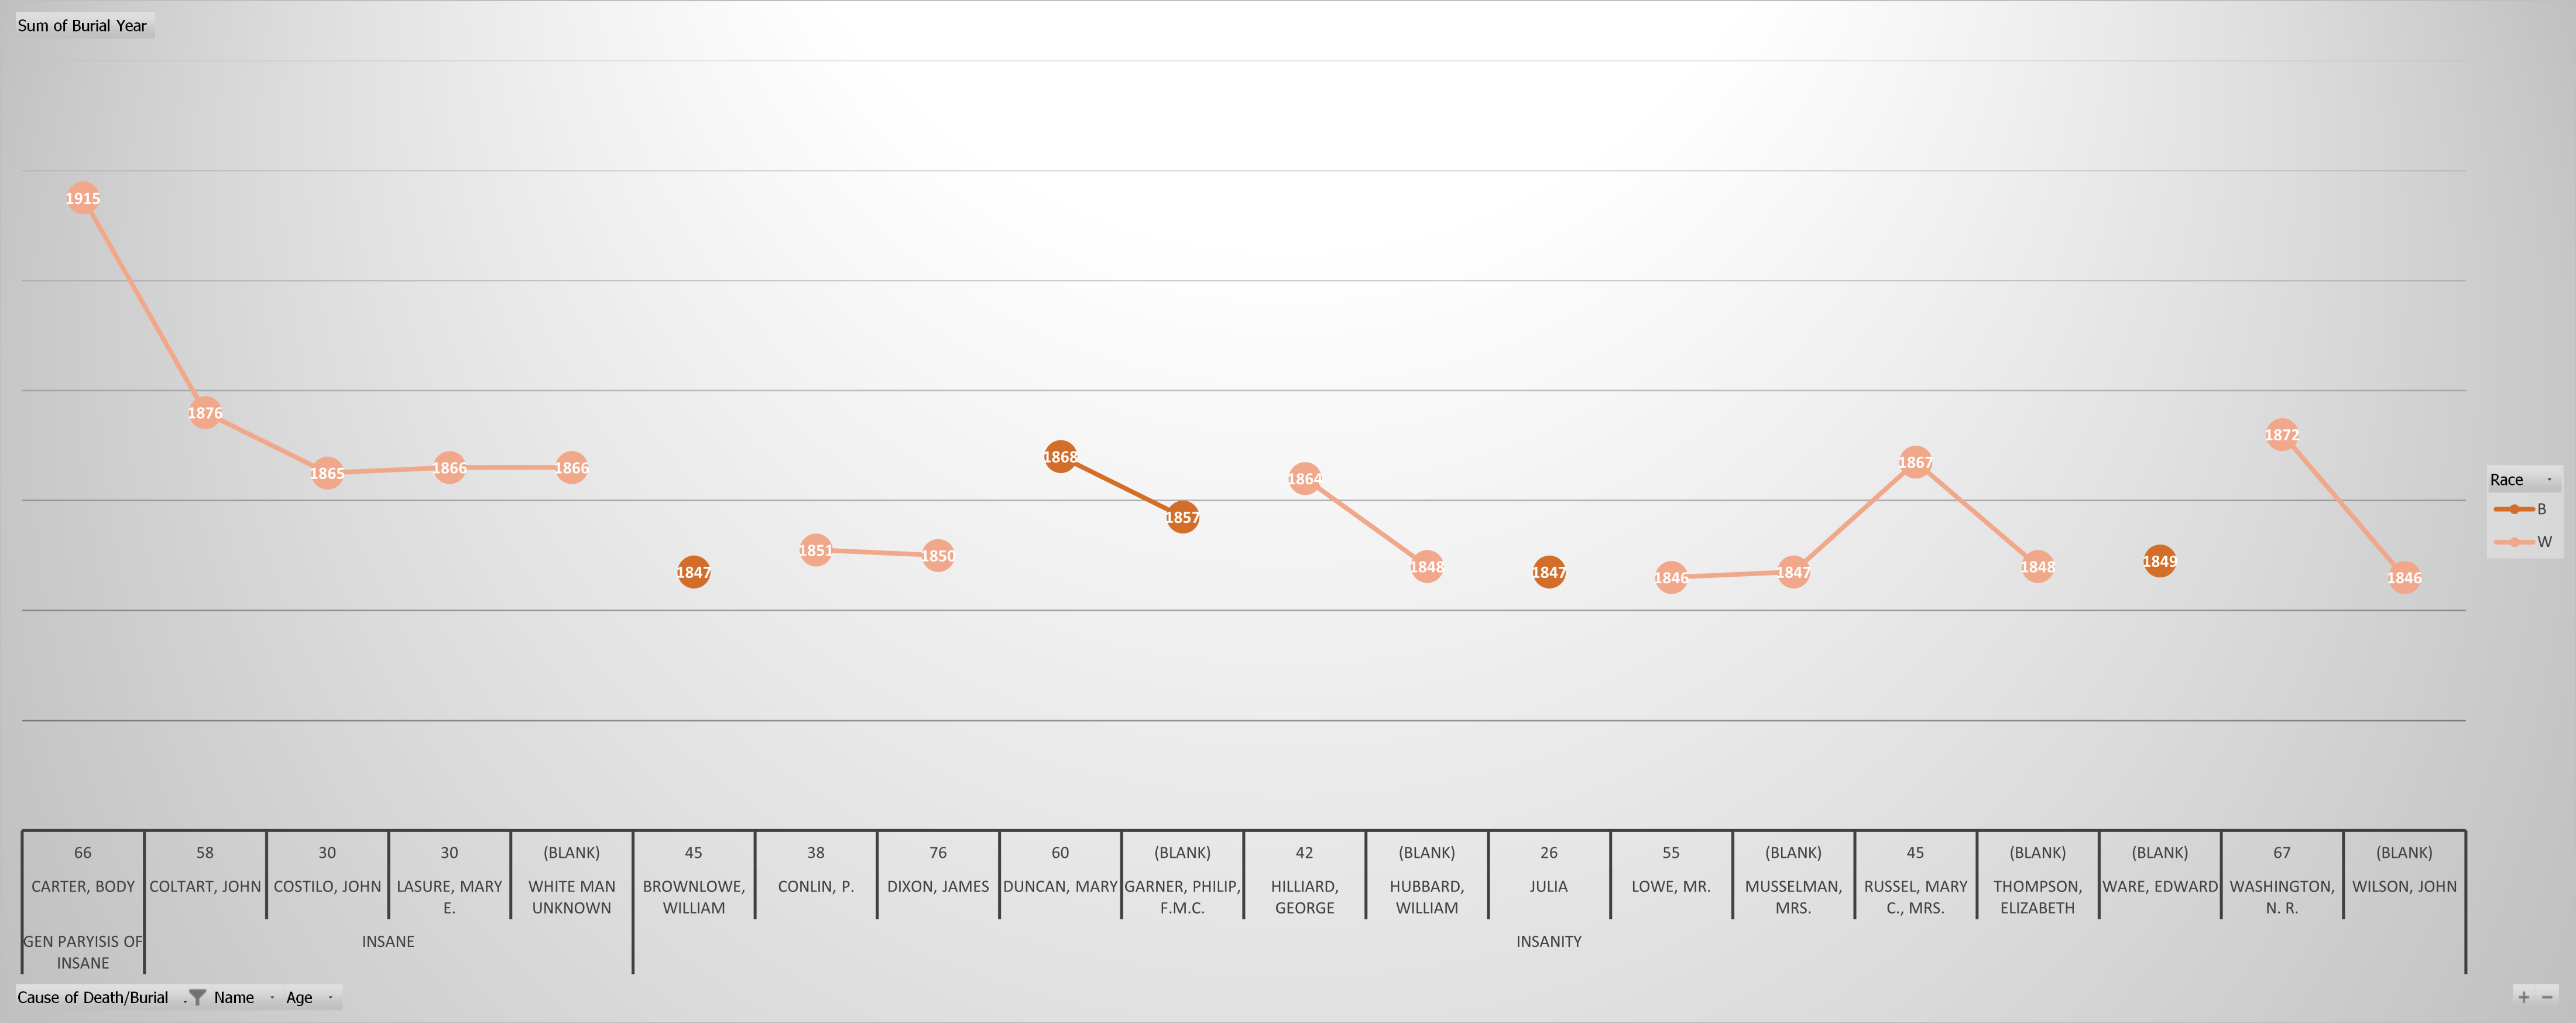 Sum of Burial Year
1915
1876
1865
1866
1866
1847
1851
1850
1868
1857
1864
1848
1847
1846
1847
1867
1848
1849
1872
1846
Race
B
W
66
58
30
30
(BLANK)
45
38
76
60
(BLANK)
42
(BLANK)
26
55
(BLANK)
45
(BLANK)
(BLANK)
67
(BLANK)
CARTER, BODY
COLTART, JOHN
COSTILO, JOHN
LASURE, MARY
E.
WHITE MAN
UNKNOWN
BROWNLOWE,
WILLIAM
CONLIN, P.
DIXON, JAMES
DUNCAN, MARY
GARNER, PHILIP,
F.M.C.
HILLIARD,
GEORGE
HUBBARD,
WILLIAM
JULIA
LOWE, MR.
MUSSELMAN,
MRS.
RUSSEL, MARY
C., MRS.
THOMPSON,
ELIZABETH
WARE, EDWARD
WASHINGTON,
N. R.
WILSON, JOHN
GEN PARYISIS OF
INSANE
INSANE
INSANITY
Cause of Death/Burial
Name
Age